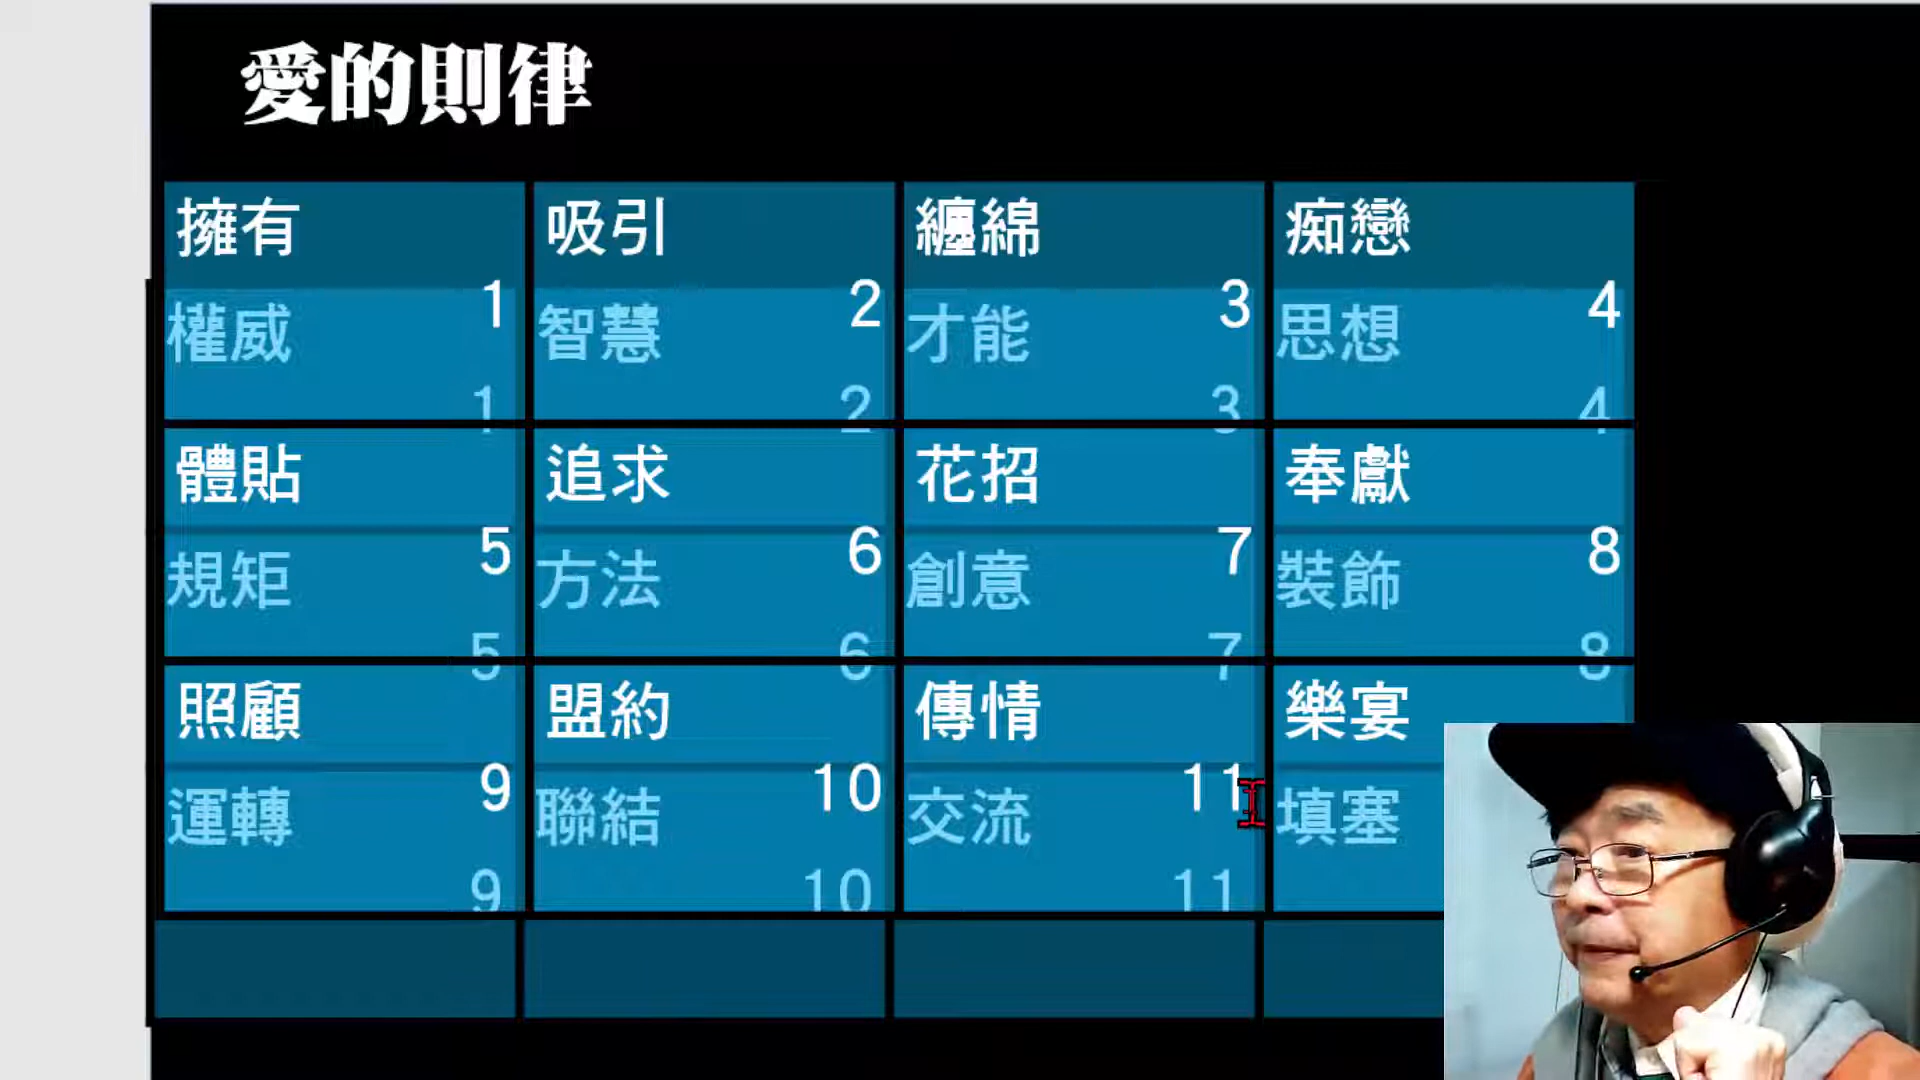 愛的則律
擁有 吸引 纏綿 痴戀
1 2 3 4
權威 智慧 才能 思想
1 2 3 4
體貼 追求 花招 奉獻
5 6 7 8
規矩 方法 創意 裝飾
5 6 7 8
照顧 盟約 傳情 樂宴
9 10 11
運轉 聯結 交流 填塞
9 10 11